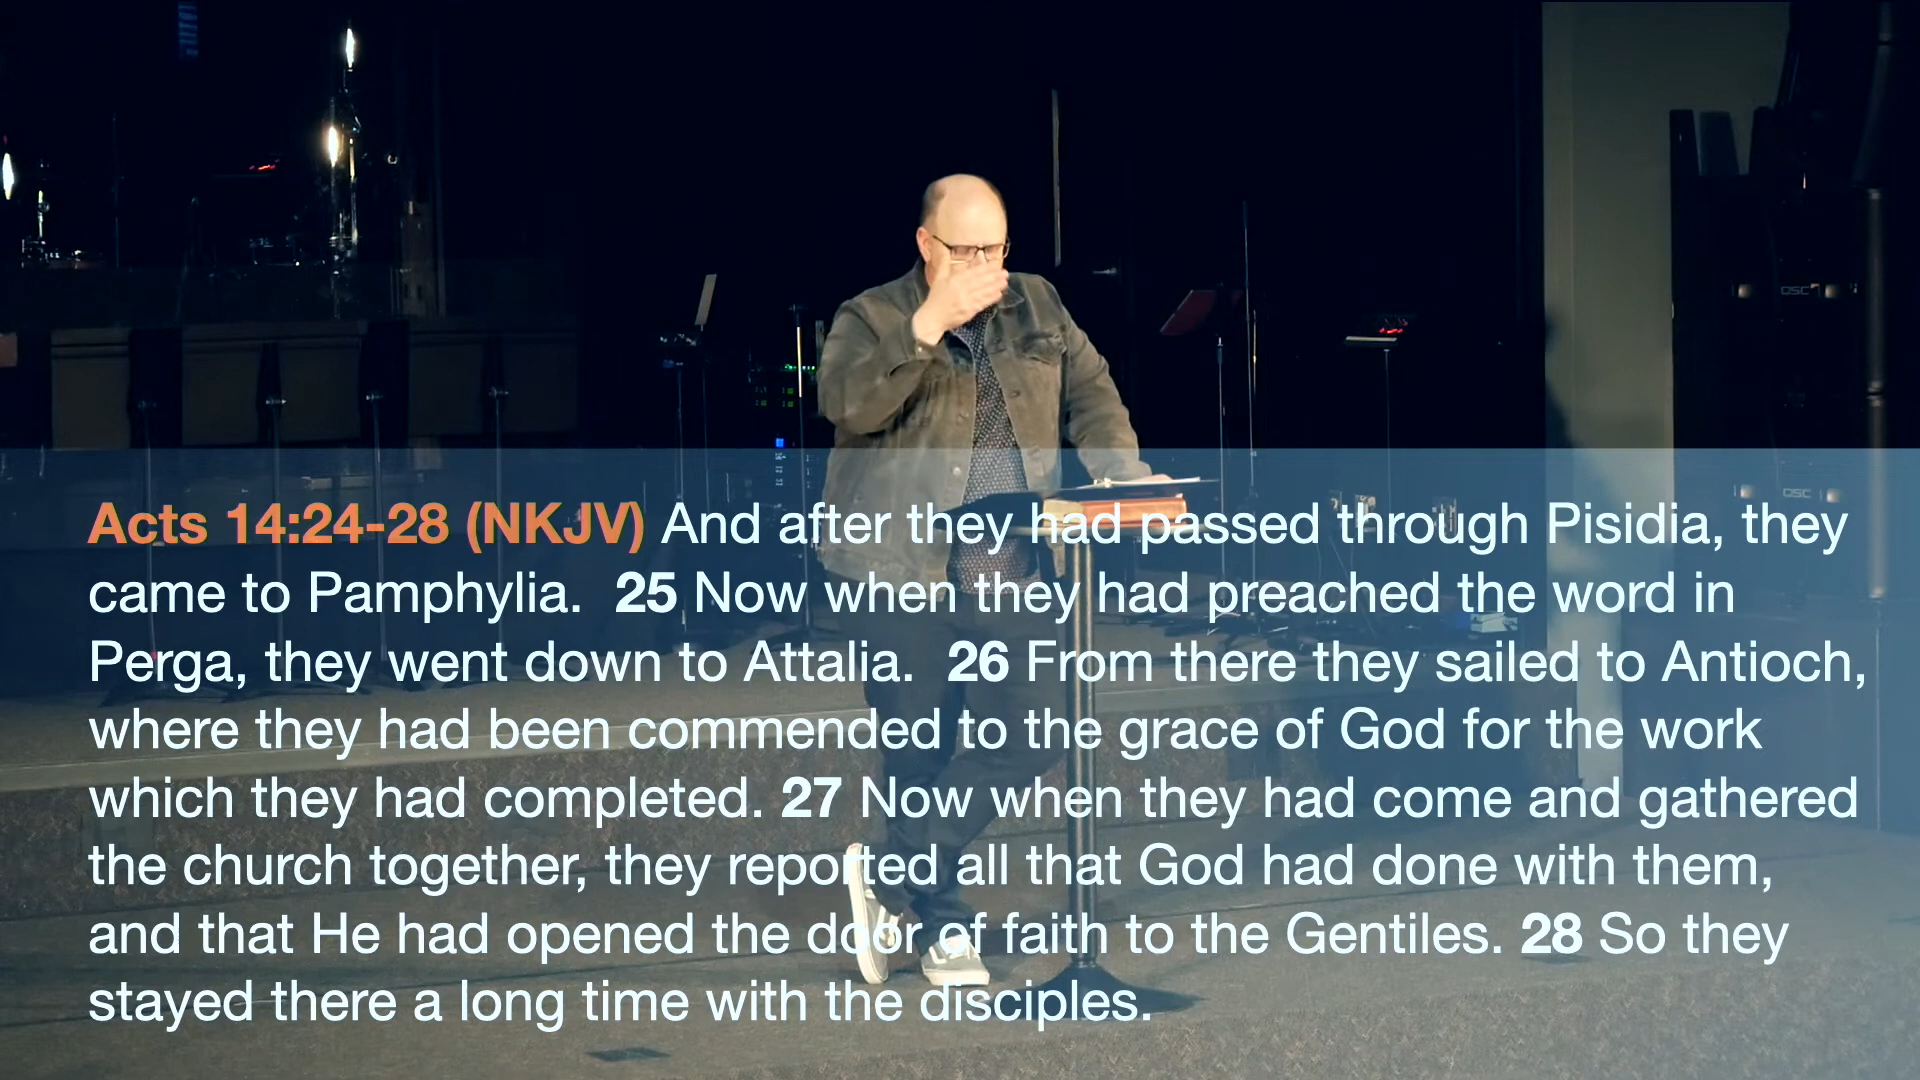 Acts 14:24-28 (NKJV) And after they had passed through Pisidia, they
came to Pamphylia. 25 Now when they had preached the word in
Perga, they went down to Attalia. 26 From there they sailed to Antioch,
where they had been commended to the grace of God for the work
which they had completed. 27 Now when they had come and gathered
the church together, they reported all that God had done with them,
and that He had opened the door of faith to the Gentiles. 28 So they
stayed there a long time with the disciples.
QSC
QSC